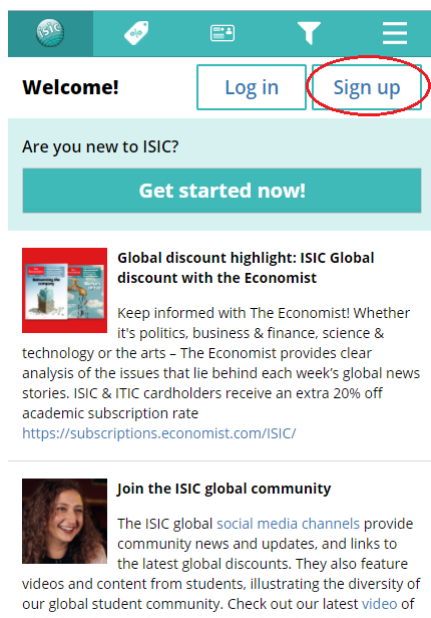 isic
Welcome!
Log in
Sign up
Are you new to ISIC?
Get started now!
Global discount highlight: ISIC Global
discount with the Economist
Keep informed with The Economist! Whether
it's politics, business & finance, science &
technology or the arts – The Economist provides clear
analysis of the issues that lie behind each week's global news
stories. ISIC & ITIC cardholders receive an extra 20% off
academic subscription rate
https://subscriptions.economist.com/ISIC/
Join the ISIC global community
The ISIC global social media channels provide
community news and updates, and links to
the latest global discounts. They also feature
videos and content from students, illustrating the diversity of
our global student community. Check out our latest video of